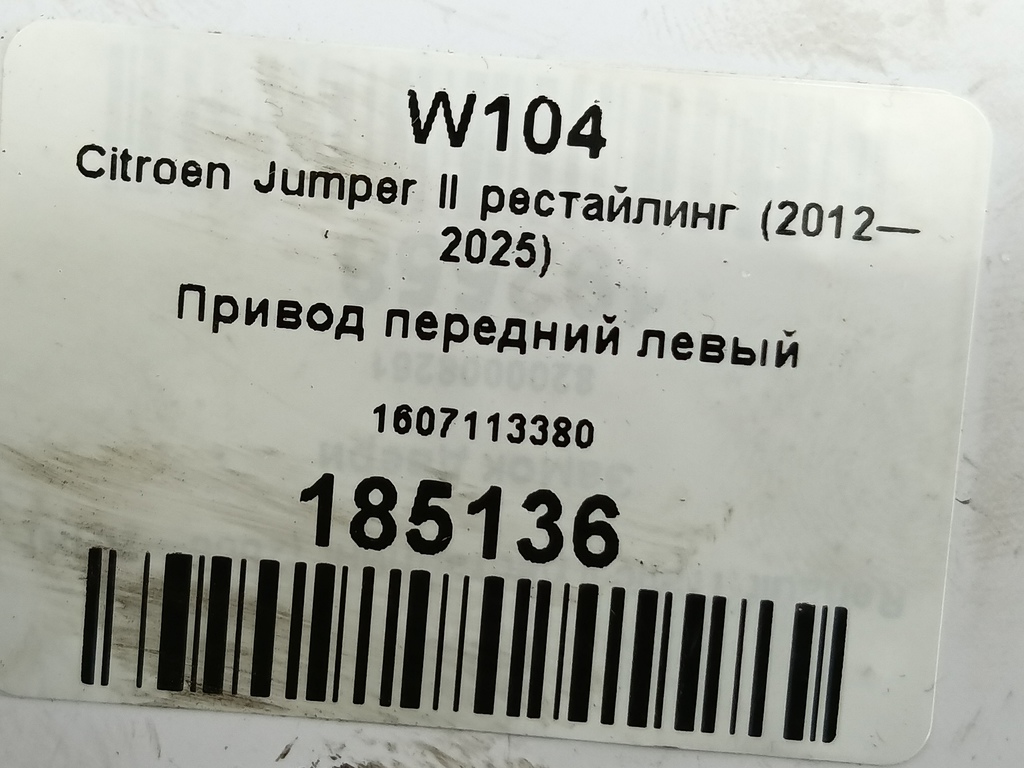 W104
Citroen Jumper II рестайлинг (2012—
2025)
Привод передний левый
1607113380
185136